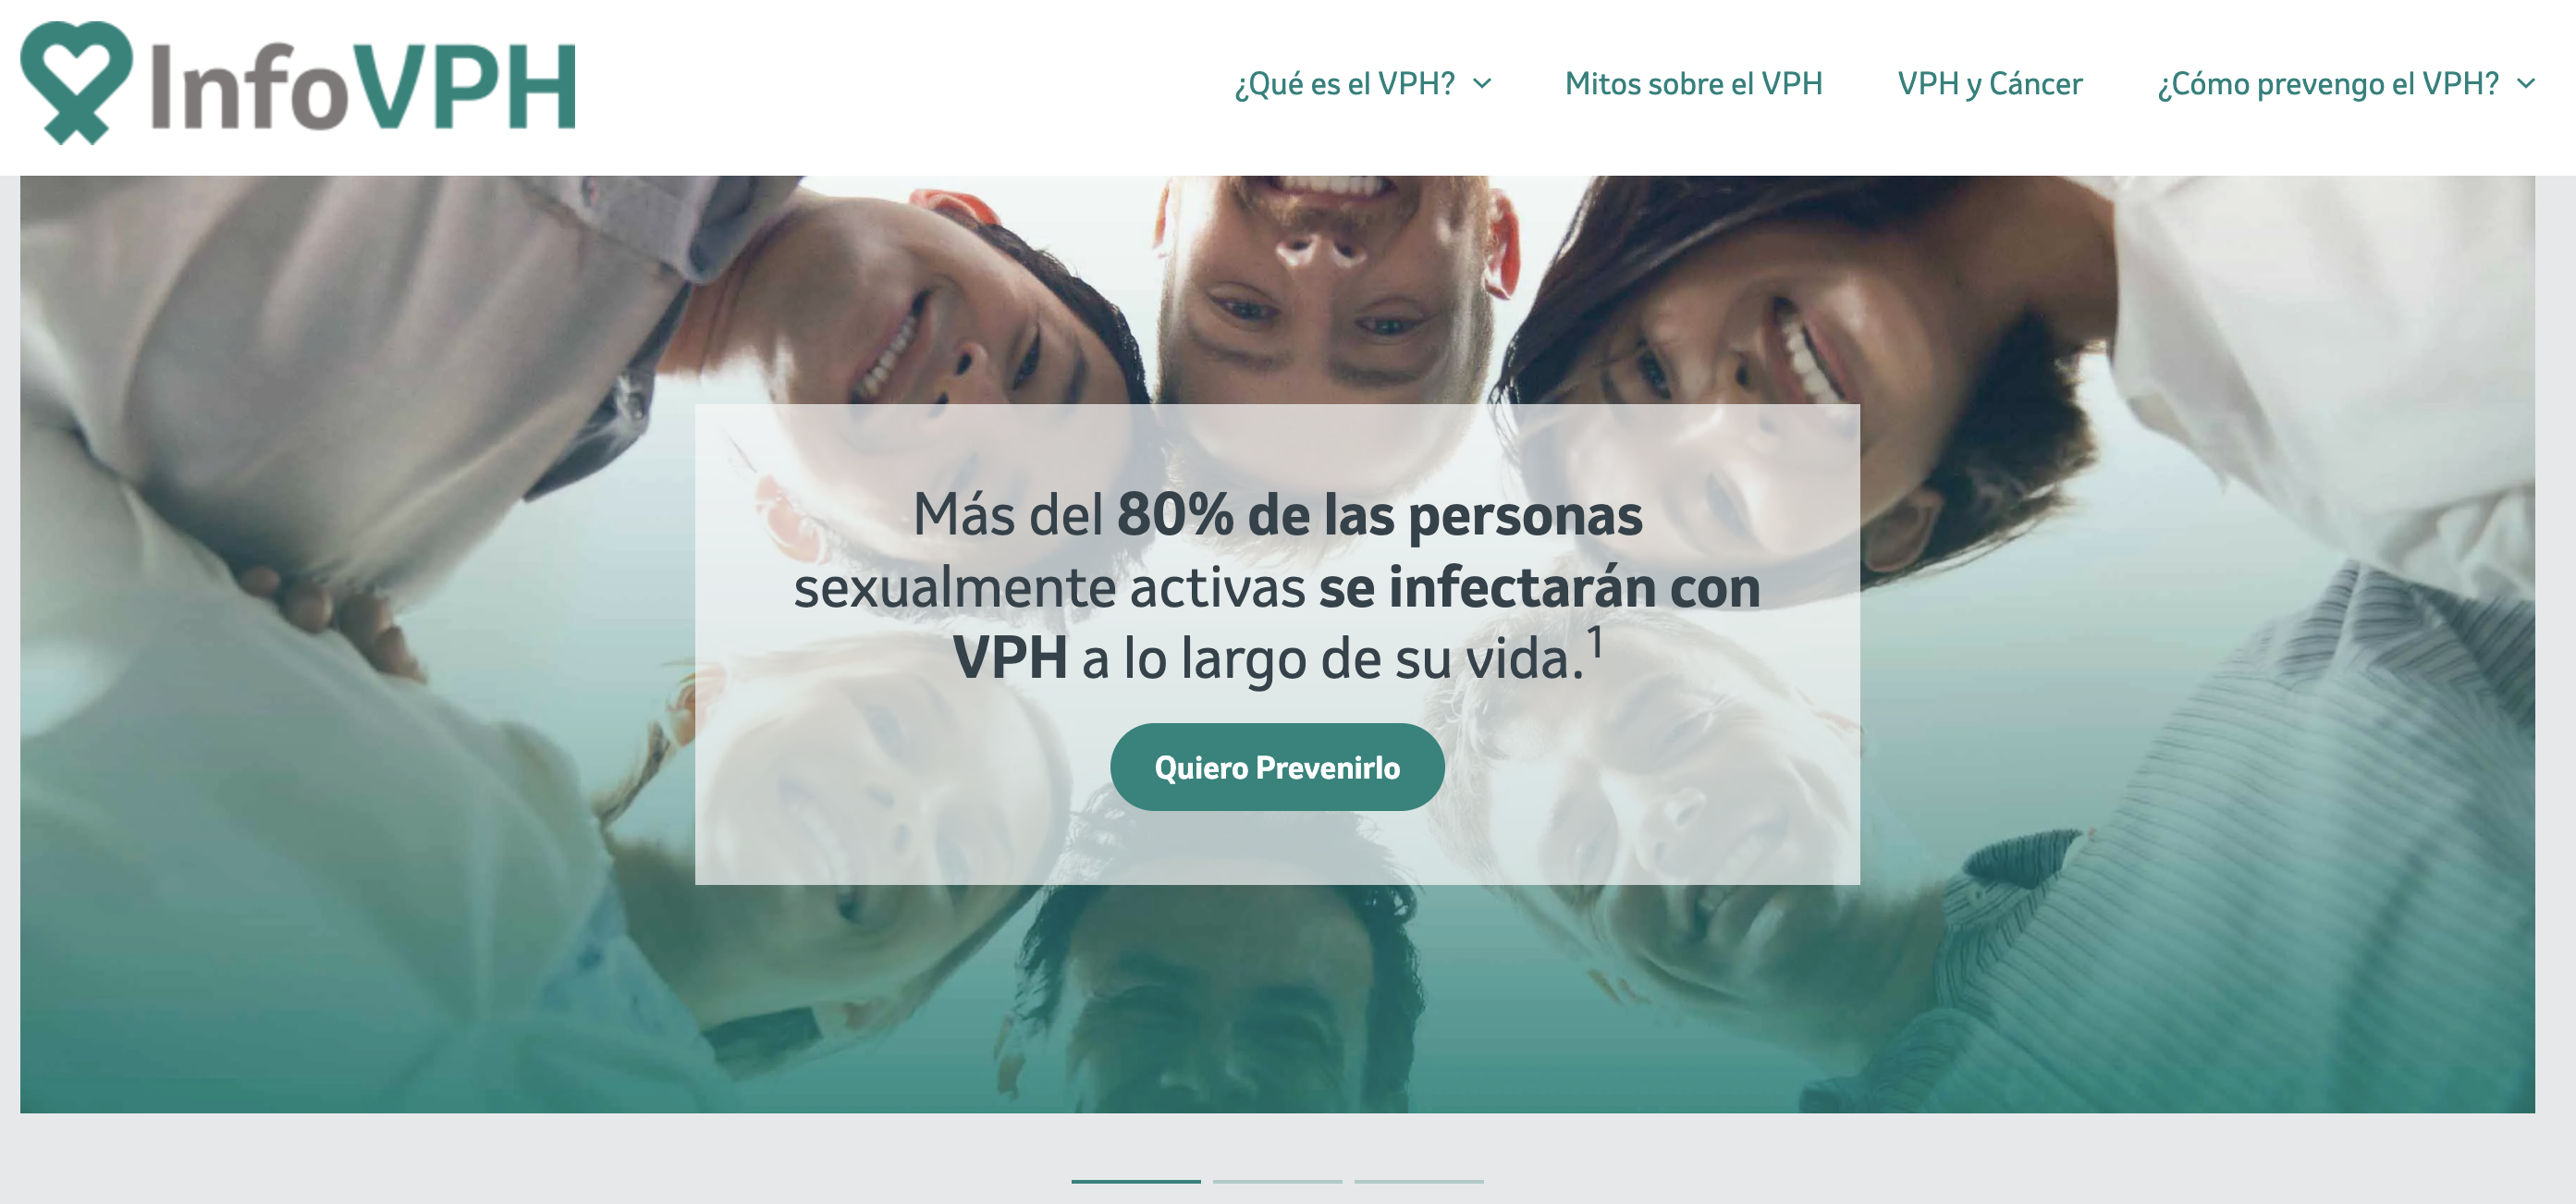 InfoVPH
¿Qué es el VPH?
Mitos sobre el VPH
VPH y Cáncer
¿Cómo prevengo el VPH?
Más del 80% de las personas
sexualmente activas se infectarán con
VPH a lo largo de su vida.1
Quiero Prevenirlo